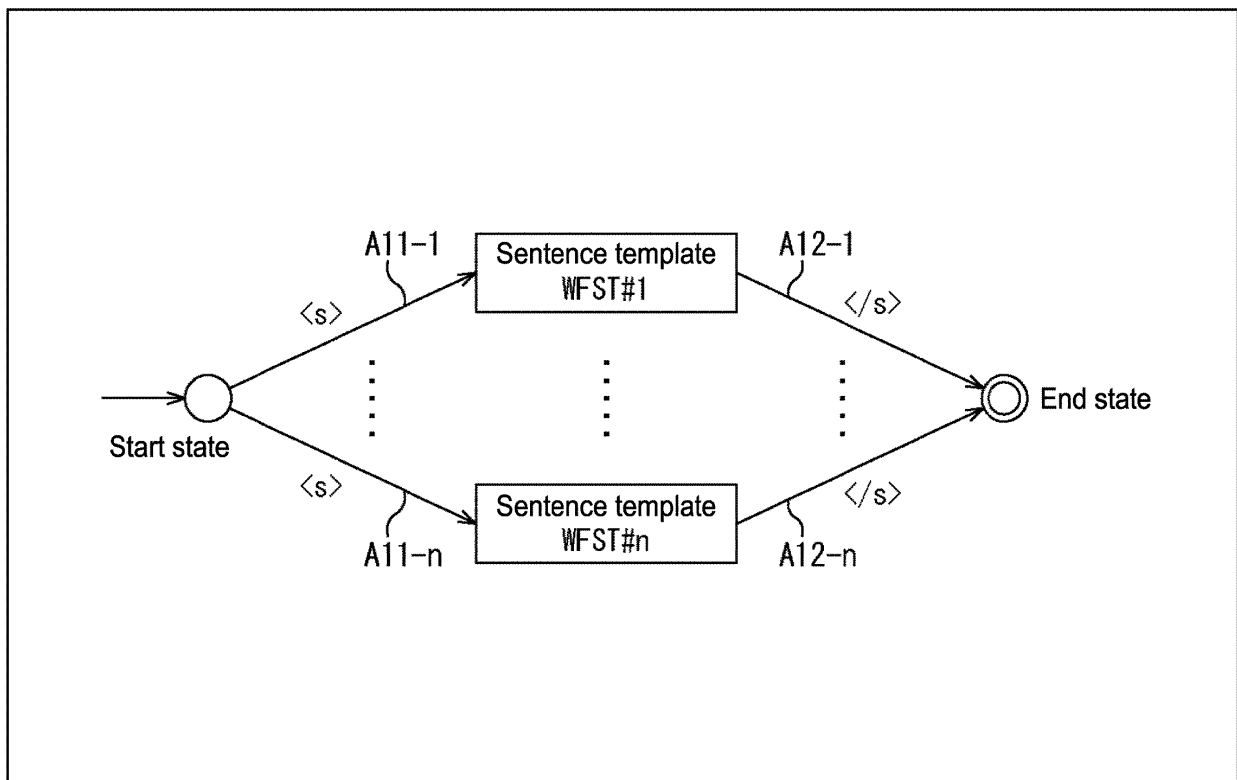 A11-1
Sentence template
WFST#1
A12-1
<s>
</s>
Start state
End state
<s>
Sentence template
WFST#n
</s>
A11-n
A12-n